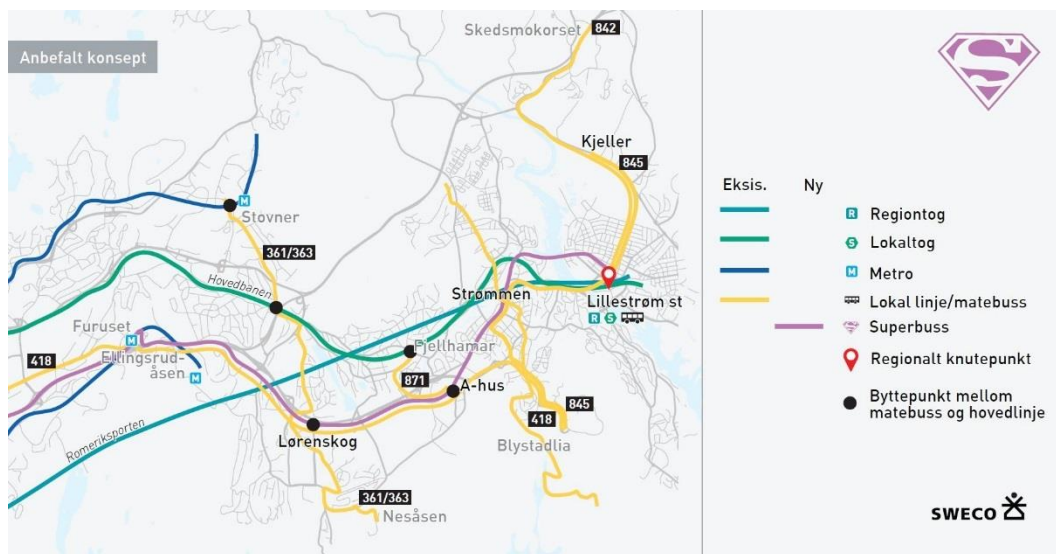 Anbefalt konsept
Skedsmokorset
842
Kjeller
845
Stovner
361/363
Hovedbanen
Strømmen
Lillestrøm st
R S
Furuset
M
Ellingsrud-
åsen
M
418
Fjellhamar
871
A-hus
Romeriksporten
Lørenskog
418
845
Blystadlia
361/363
Nesåsen
M
S
Eksis. Ny
R Regiontog
S Lokaltog
M Metro
Lokal linje/matebuss
S Superbuss
Regionalt knutepunkt
Byttepunkt mellom
matebuss og hovedlinje
SWECO